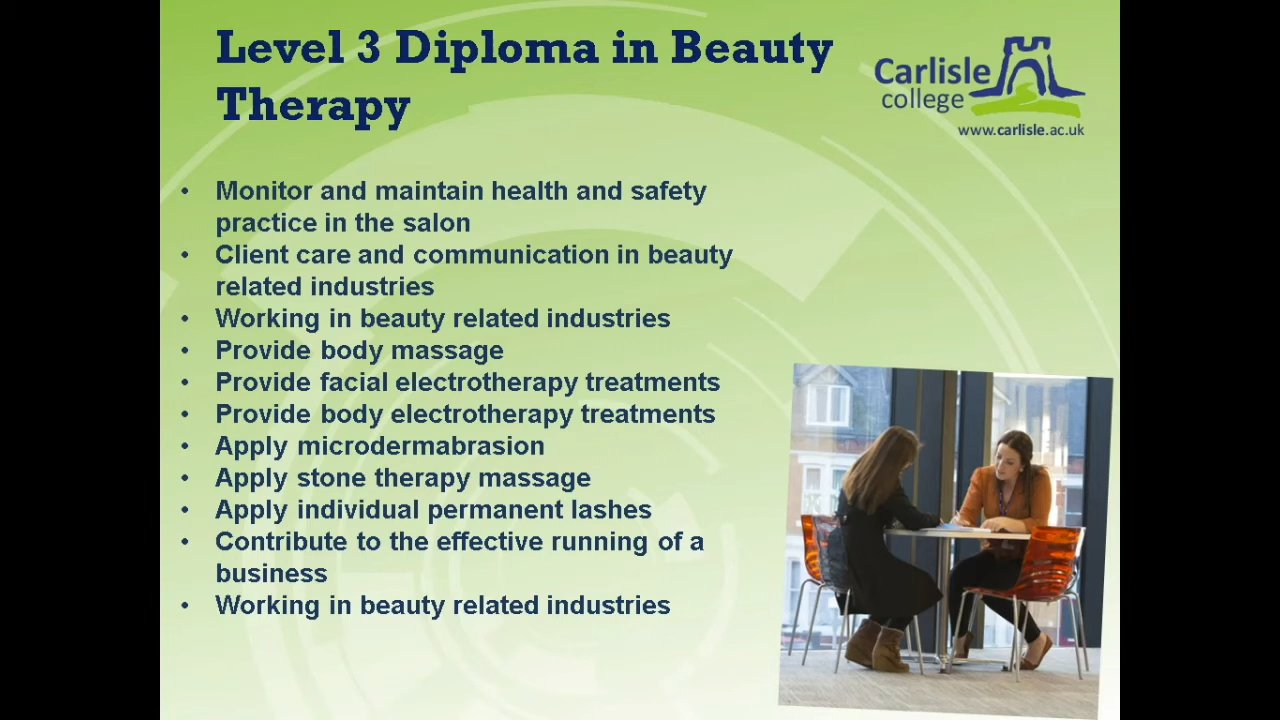 Level 3 Diploma in Beauty
Therapy
Carlisle
college
www.carlisle.ac.uk
• Monitor and maintain health and safety
practice in the salon
• Client care and communication in beauty
related industries
• Working in beauty related industries
• Provide body massage
• Provide facial electrotherapy treatments
• Provide body electrotherapy treatments
• Apply microdermabrasion
• Apply stone therapy massage
• Apply individual permanent lashes
• Contribute to the effective running of a
business
• Working in beauty related industries